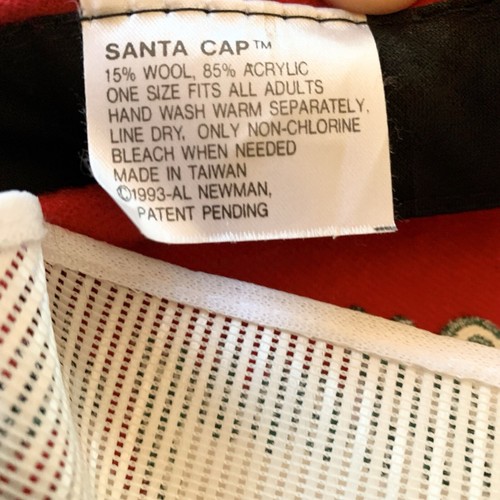 SANTA CAP™
15% WOOL, 85% ACRYLIC
ONE SIZE FITS ALL ADULTS
HAND WASH WARM SEPARATELY,
LINE DRY. ONLY NON-CHLORINE
BLEACH WHEN NEEDED
MADE IN TAIWAN
©1993-AL NEWMAN,
PATENT PENDING